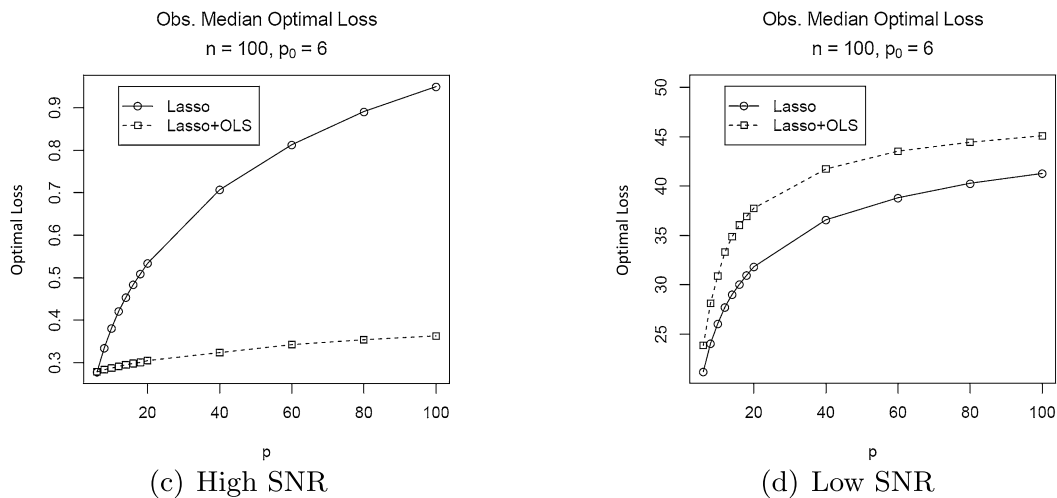 Obs. Median Optimal Loss
n = 100, p₀ = 6
Lasso
Lasso+OLS
Optimal Loss
0.9
0.8
0.7
0.6
0.5
0.4
0.3
20 40 60 80 100
p
(c) High SNR
Obs. Median Optimal Loss
n = 100, p₀ = 6
Lasso
Lasso+OLS
Optimal Loss
50
45
40
35
30
25
20 40 60 80 100
p
(d) Low SNR